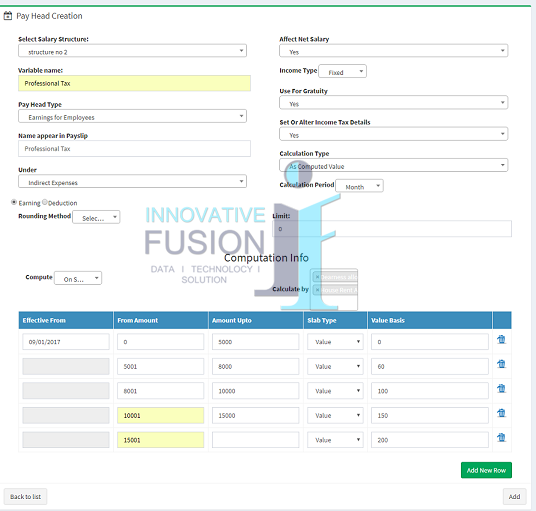 Pay Head Creation
Select Salary Structure:
structure no 2
Variable name:
Professional Tax
Pay Head Type
Earnings for Employees
Name appear in Payslip
Professional Tax
Under
Indirect Expenses
Earning Deduction
Rounding Method Selec...
Affect Net Salary
Yes
Income Type Fixed
Use For Gratuity
Yes
Set Or Alter Income Tax Details
Yes
Calculation Type
As Computed Value
Calculation Period Month
Limit:
0
INNOVATIVE
FUSION
DATA I TECHNOLOGY I
SOLUTION
Computation Info
Compute On S...
Calculate by
× 
× House Rent
Effective From From Amount Amount Upto Slab Type Value Basis
09/01/2017 0 5000 Value 0
5001 8000 Value 60
8001 10000 Value 100
10001 15000 Value 150
15001 Value 200
Add New Row
Back to list Add